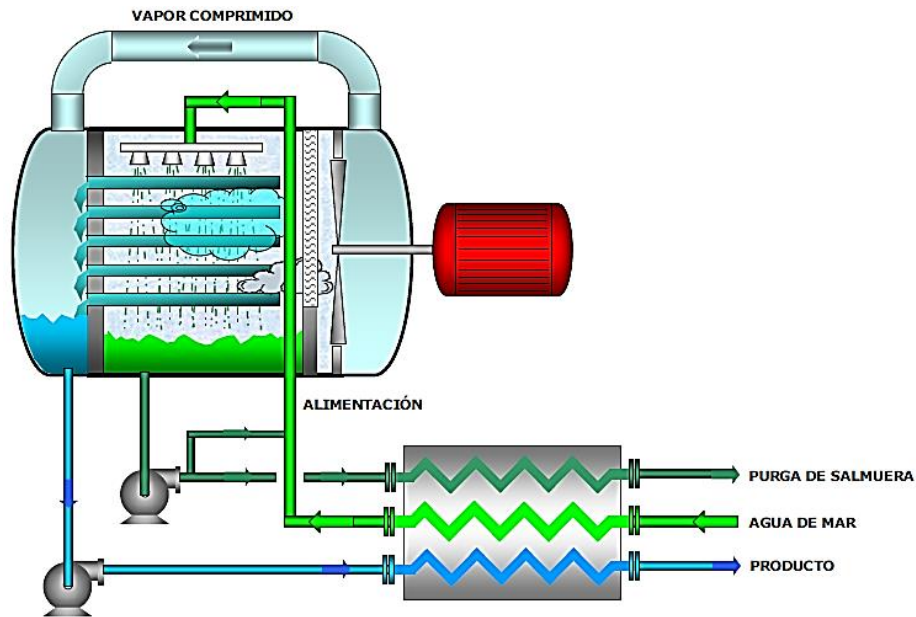 VAPOR COMPRIMIDO
ALIMENTACIÓN
PURGA DE SALMUERA
AGUA DE MAR
PRODUCTO